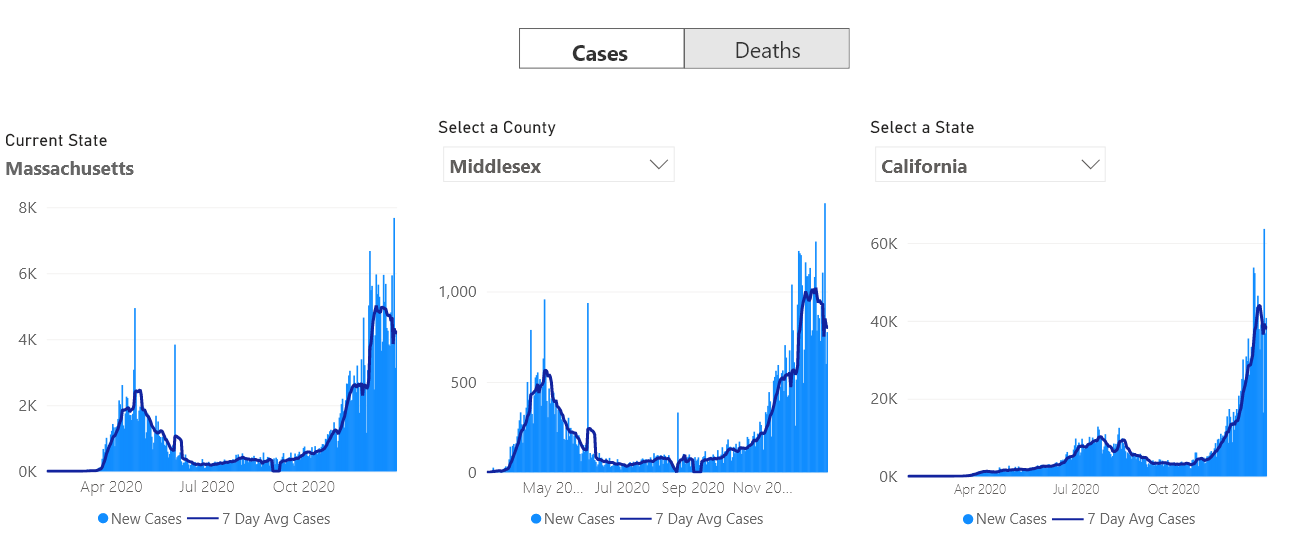 Cases Deaths
Current State
Massachusetts
8K
6K
4K
2K
0K
Apr 2020 Jul 2020 Oct 2020
New Cases 7 Day Avg Cases
Select a County
Middlesex
1,000
500
0
May 20... Jul 2020 Sep 2020 Nov 20...
New Cases 7 Day Avg Cases
Select a State
California
60K
40K
20K
0K
Apr 2020 Jul 2020 Oct 2020
New Cases 7 Day Avg Cases